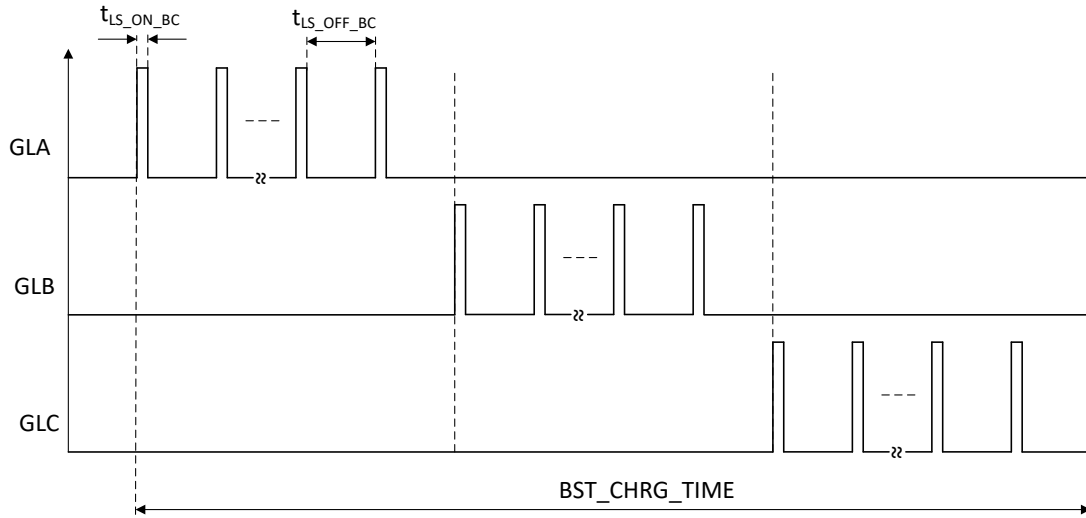 tLS_ON_BC
tLS_OFF_BC
GLA
GLB
GLC
BST_CHRG_TIME